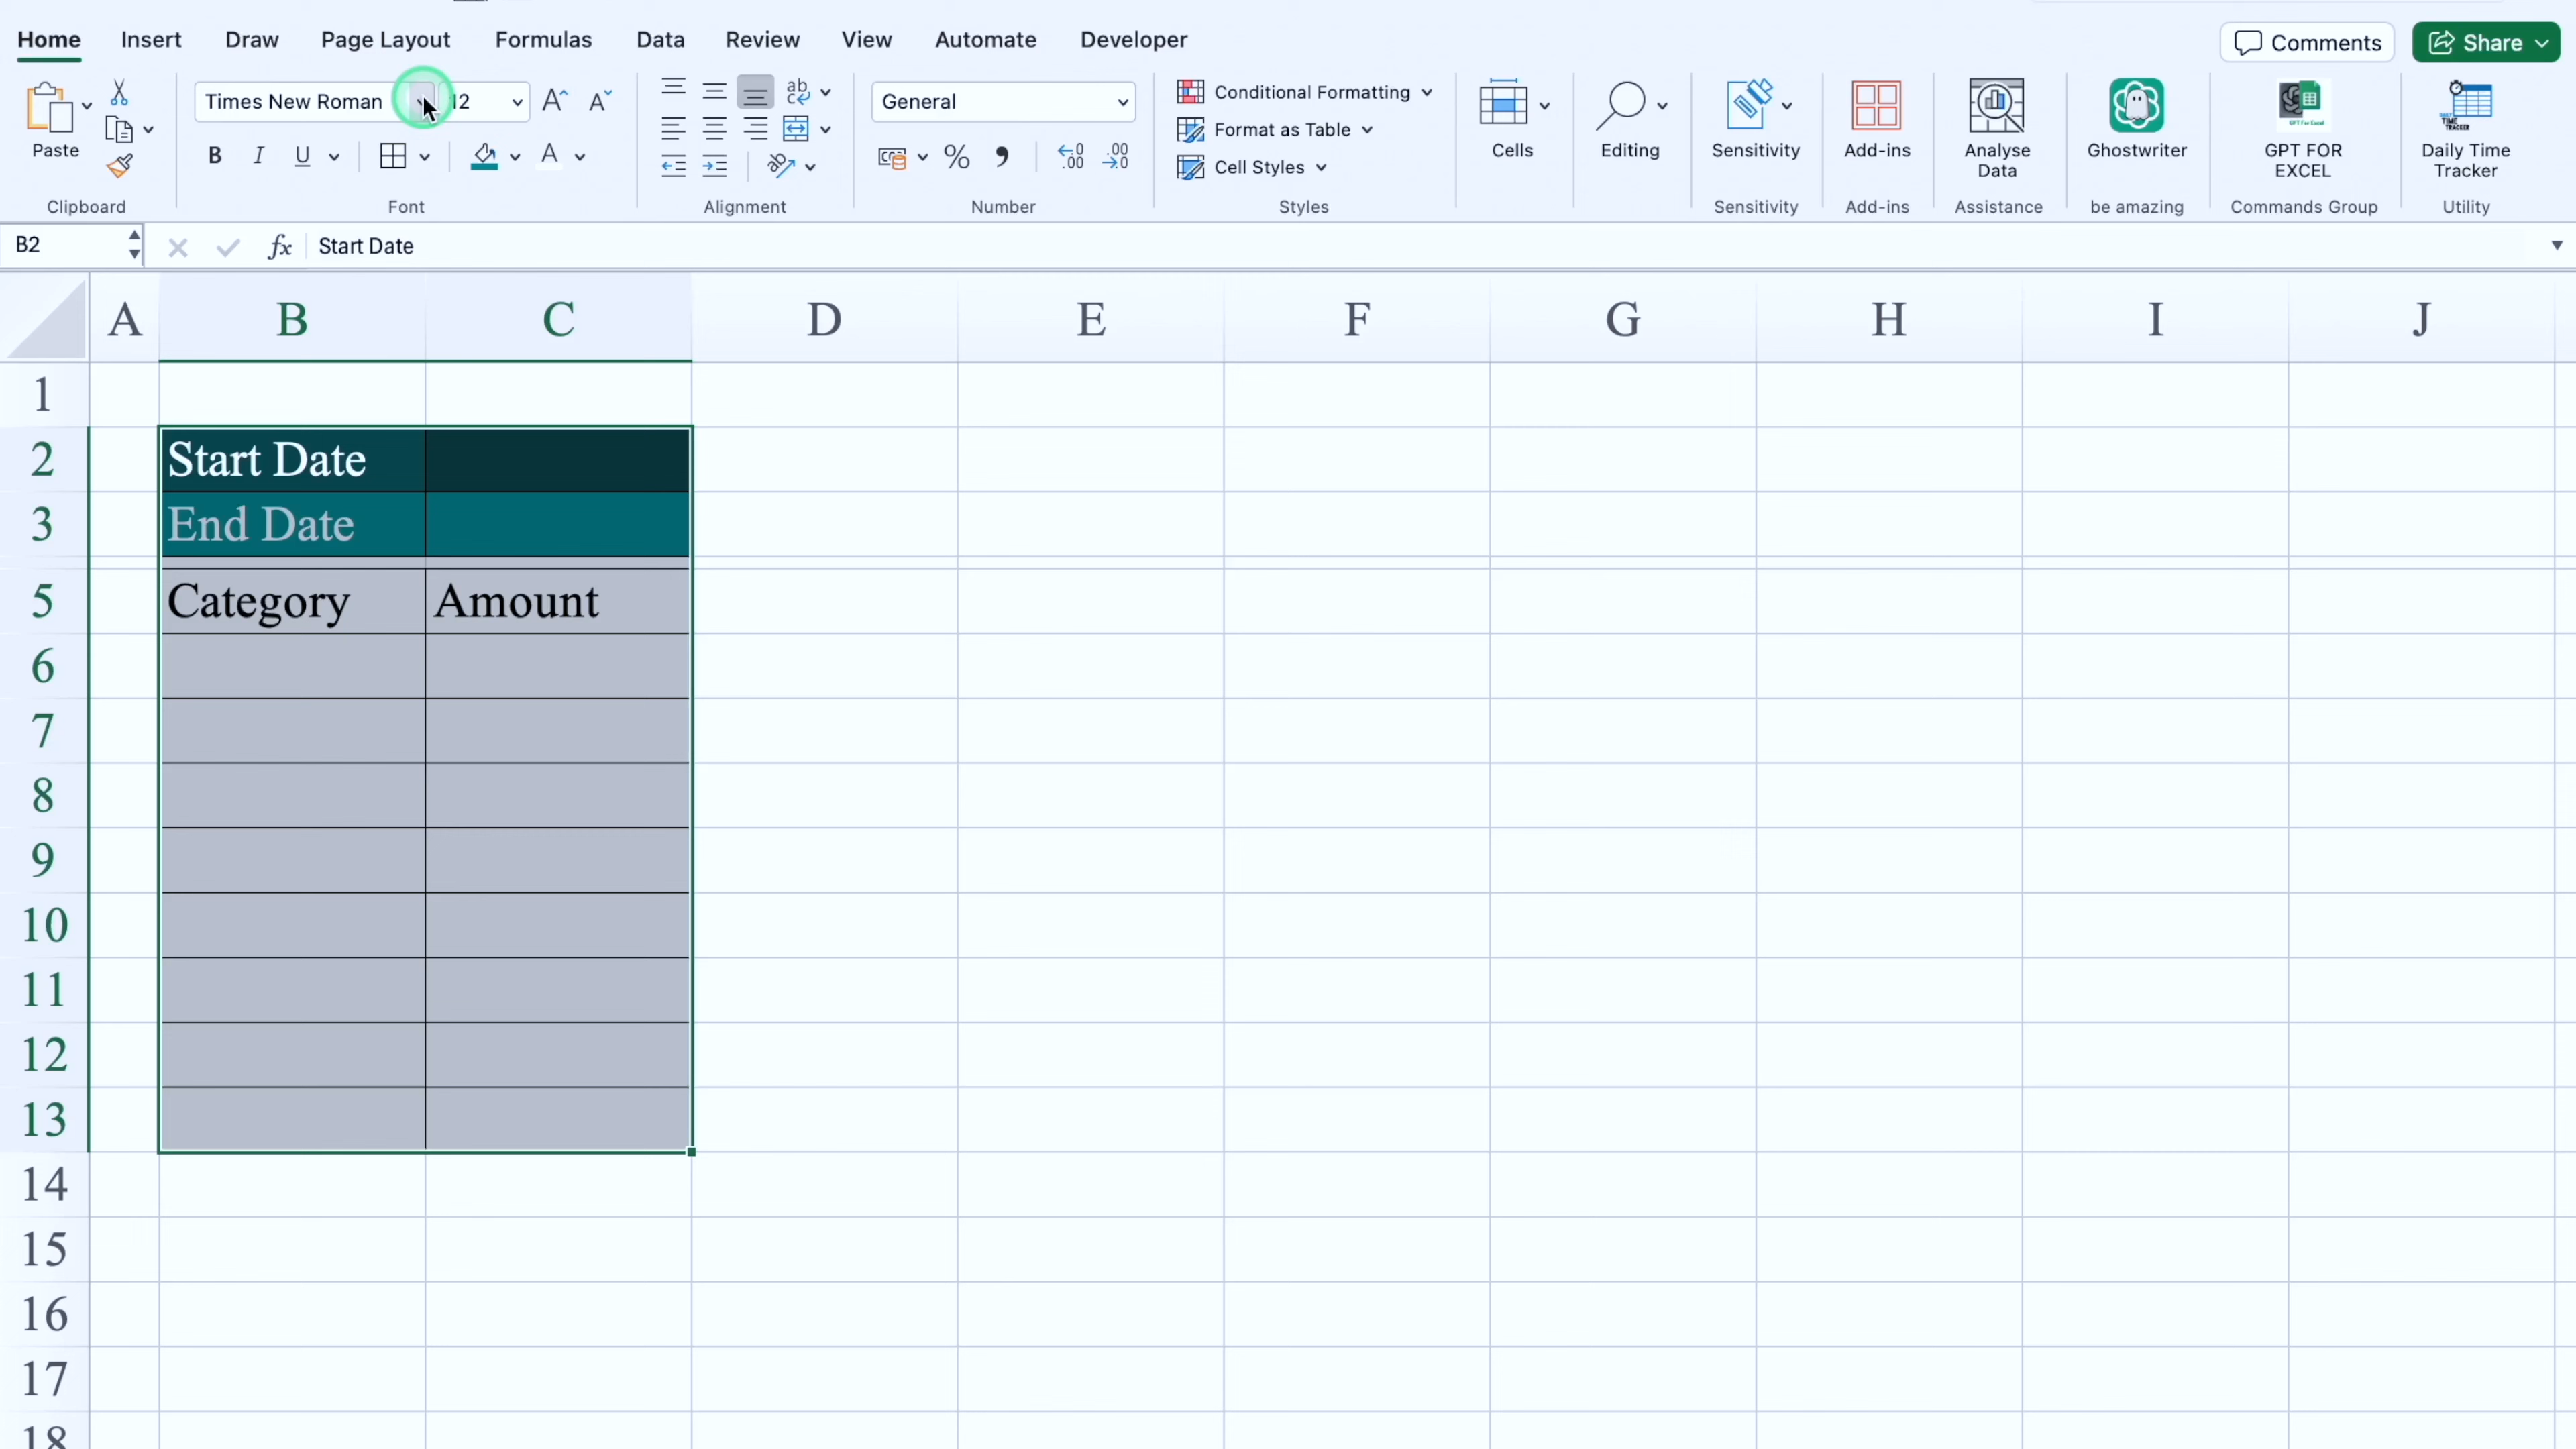 Home Insert Draw Page Layout Formulas Data Review View Automate Developer Comments Share
Times New Roman 12 General Conditional Formatting
Format as Table
Cell Styles
Paste B I U A % Cells Editing Sensitivity Add-ins Analyse Data Ghostwriter GPT FOR EXCEL Daily Time Tracker
Clipboard Font Alignment Number Styles Sensitivity Add-ins Assistance be amazing Commands Group Utility
B2 fx Start Date
A B C D E F G H I J
1
2 Start Date
3 End Date
5 Category Amount
6
7
8
9
10
11
12
13
14
15
16
17
18